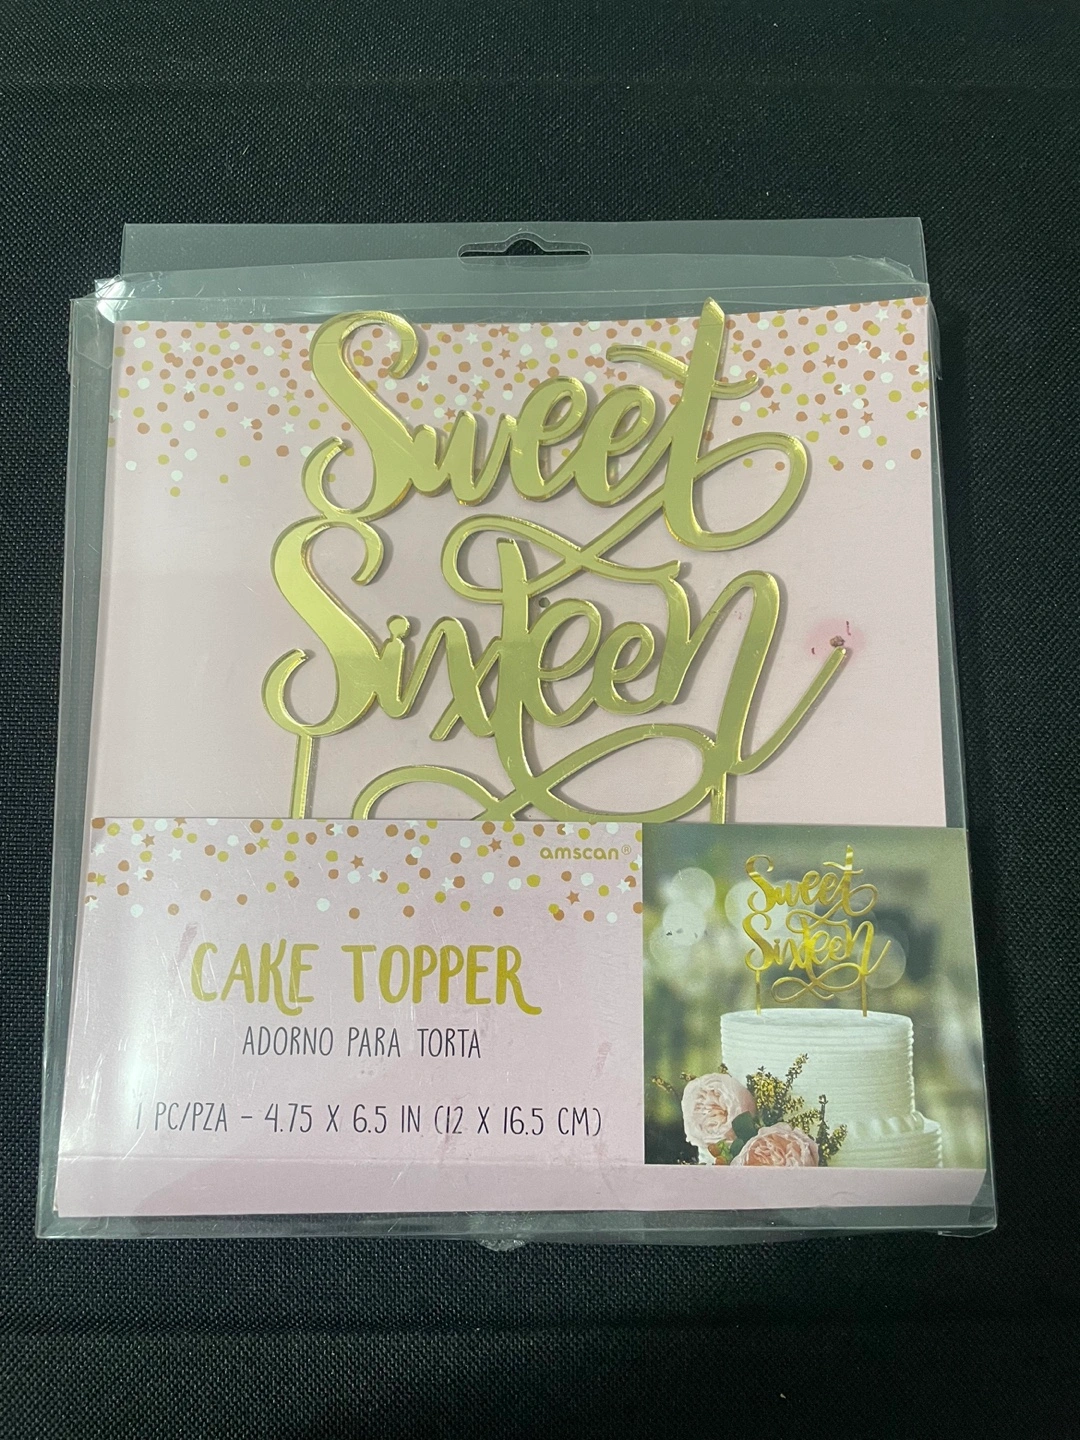 Sweet
Sixteen
amscan®
CAKE TOPPER
ADORNO PARA TORTA
1 PC/PZA - 4.75 X 6.5 IN (12 X 16.5 CM)
Sweet
Sixteen